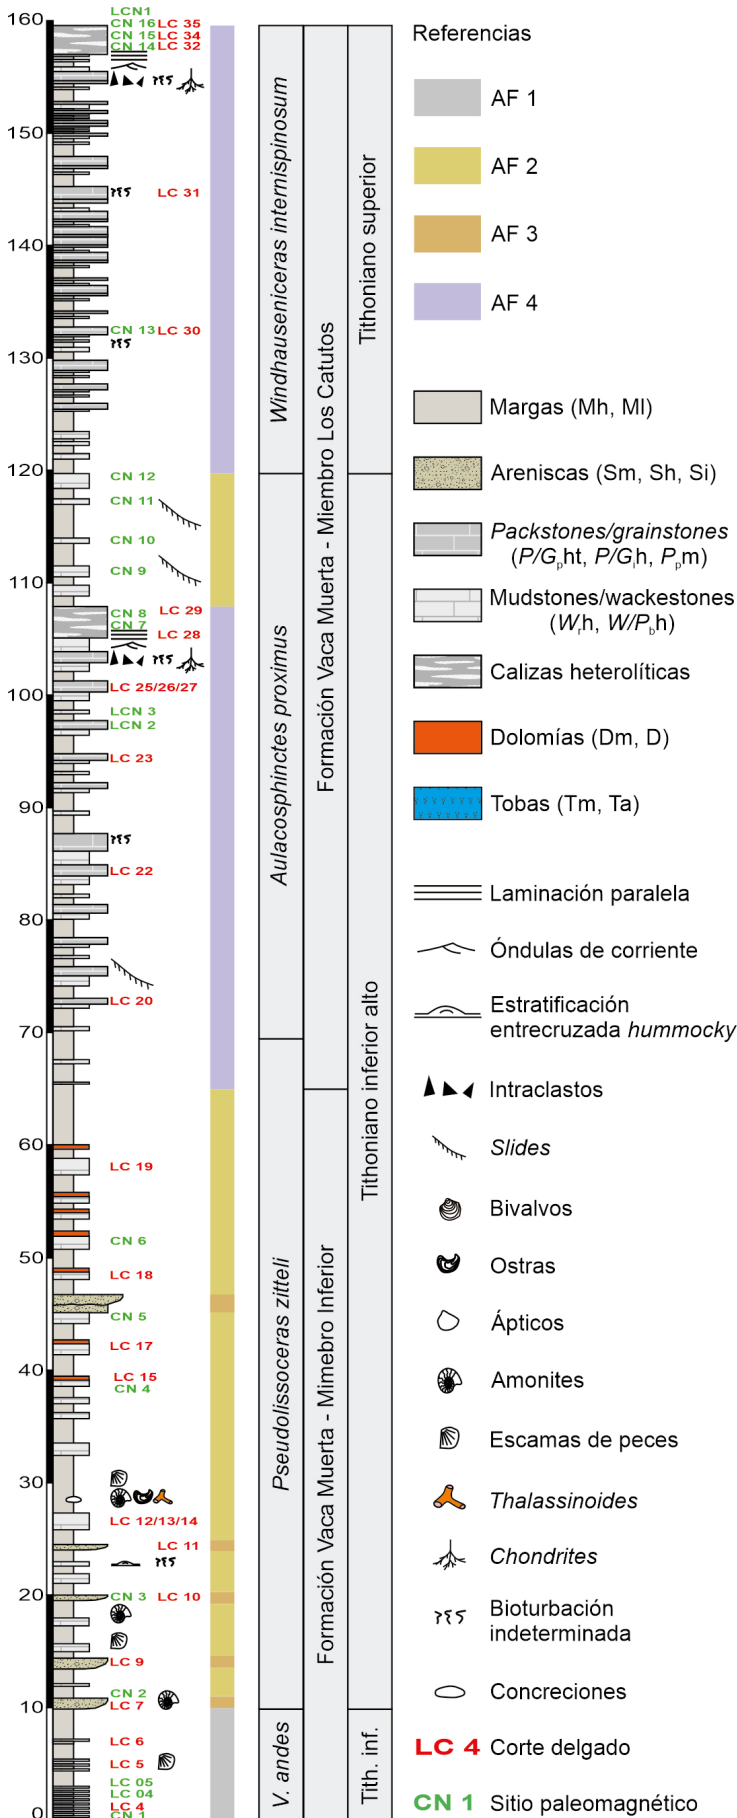 LCN1
160
CN 16 LC 35
CN 15 LC 34
CN 14 LC 32
150
LC 31
140
CN 13 LC 30
130
120
CN 12
CN 11
CN 10
CN 9
110
CN 8 LC 29
CN 7
LC 28
LC 25/26/27
100
LCN 3
LCN 2
LC 23
90
LC 22
80
LC 20
70
60
LC 19
CN 6
50
LC 18
CN 5
LC 17
40
LC 15
CN 4
30
LC 12/13/14
LC 11
20
CN 3 LC 10
LC 9
CN 2
10
LC 7
LC 6
LC 5
LC 05
LC 04
LC 4
CN 1
0
Windhauseniceras internispinosum
Aulacosphinctes proximus
Pseudolissoceras zitteli
V. andes
Formación Vaca Muerta - Miembro Los Catutos
Formación Vaca Muerta - Mimebro Inferior
Tithoniano superior
Tithoniano inferior alto
Tith. inf.
Referencias
AF 1
AF 2
AF 3
AF 4
Margas (Mh, Ml)
Areniscas (Sm, Sh, Si)
Packstones/grainstones
(P/Gpht, P/Gih, Ppm)
Mudstones/wackestones
(Wrh, W/Pbh)
Calizas heterolíticas
Dolomías (Dm, D)
Tobas (Tm, Ta)
Laminación paralela
Óndulas de corriente
Estratificación
entrecruzada hummocky
Intraclastos
Slides
Bivalvos
Ostras
Ápticos
Amonites
Escamas de peces
Thalassinoides
Chondrites
Bioturbación
indeterminada
Concreciones
LC 4 Corte delgado
CN 1 Sitio paleomagnético